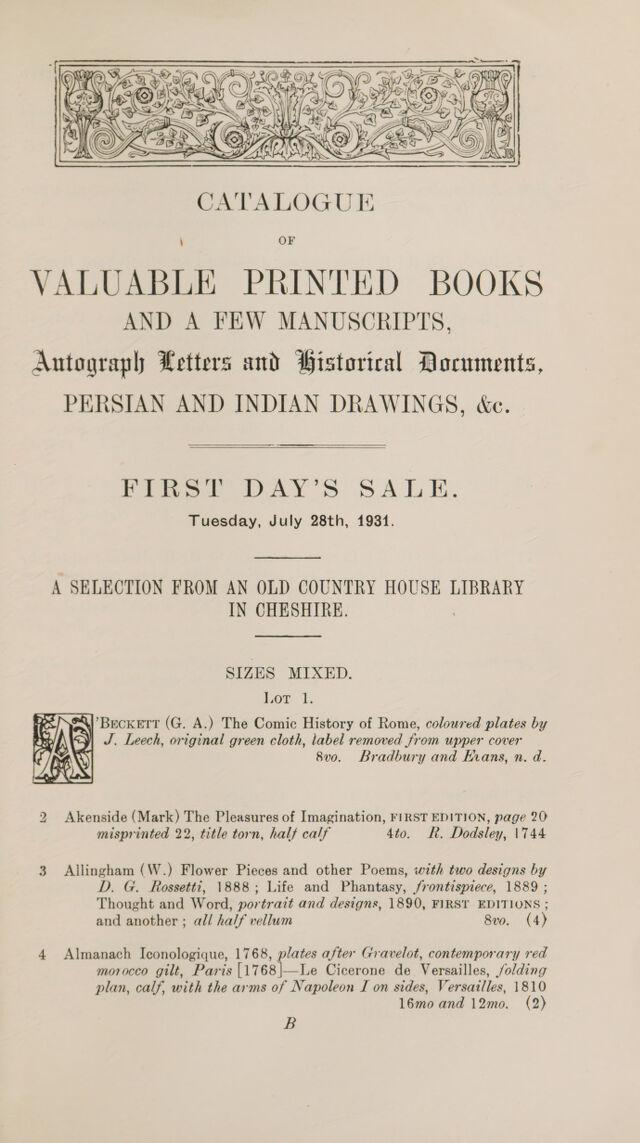 CATALOGUE
OF
VALUABLE PRINTED BOOKS
AND A FEW MANUSCRIPTS,
Autograph Letters and Historical Documents,
PERSIAN AND INDIAN DRAWINGS, &c.
FIRST DAY'S SALE.
Tuesday, July 28th, 1931.
A SELECTION FROM AN OLD COUNTRY HOUSE LIBRARY
IN CHESHIRE.
SIZES MIXED.
LOT 1.
A'BECKETT (G. A.) The Comic History of Rome, coloured plates by
J. Leech, original green cloth, label removed from upper cover
8vo. Bradbury and Evans, n. d.
2 Akenside (Mark) The Pleasures of Imagination, FIRST EDITION, page 20
misprinted 22, title torn, half calf 4to. R. Dodsley, 1744
3 Allingham (W.) Flower Pieces and other Poems, with two designs by
D. G. Rossetti, 1888 ; Life and Phantasy, frontispiece, 1889 ;
Thought and Word, portrait and designs, 1890, FIRST EDITIONS ;
and another ; all half vellum 8vo. (4)
4 Almanach Iconologique, 1768, plates after Gravelot, contemporary red
morocco gilt, Paris [1768]—Le Cicerone de Versailles, folding
plan, calf, with the arms of Napoleon I on sides, Versailles, 1810
16mo and 12mo. (2)
B